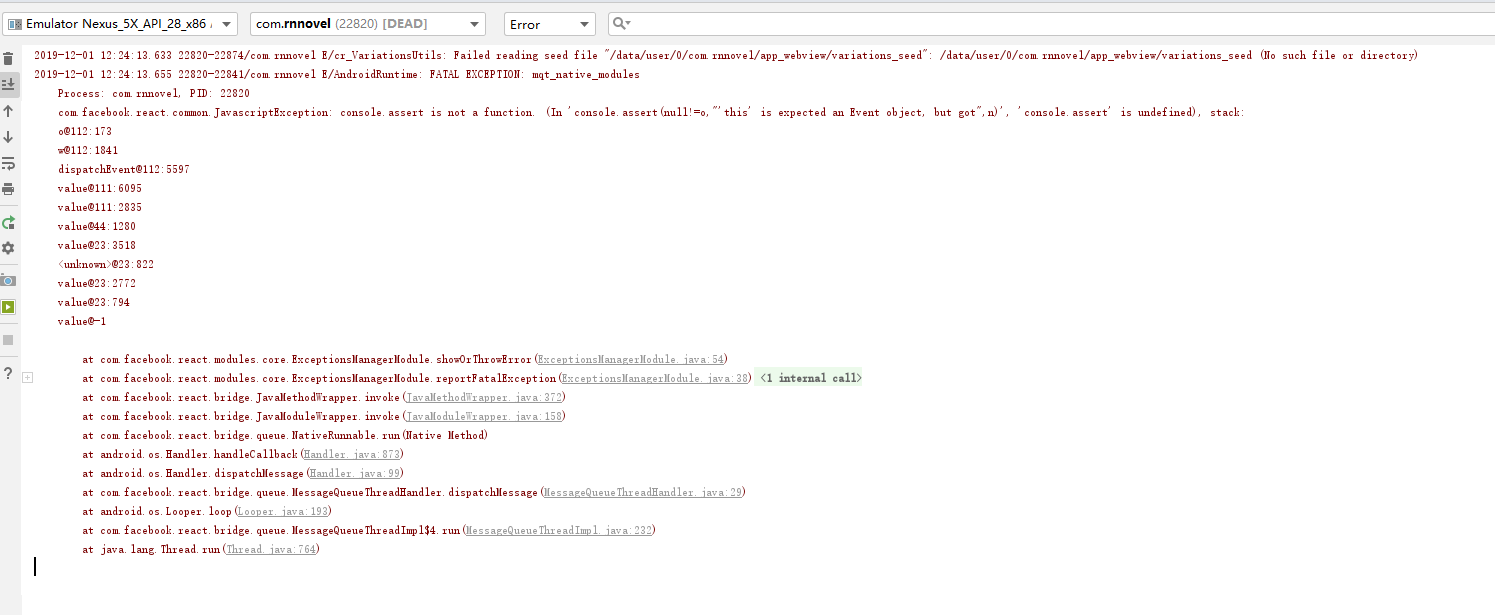 Emulator Nexus_5X_API_28_x86 com.rnnovel (22820) [DEAD] Error
2019-12-01 12:24:13.633 22820-22874/com.rnnovel E/cr_VariationsUtils: Failed reading seed file "/data/user/0/com.rnnovel/app_webview/variations_seed": /data/user/0/com.rnnovel/app_webview/variations_seed (No such file or directory)
2019-12-01 12:24:13.655 22820-22841/com.rnnovel E/AndroidRuntime: FATAL EXCEPTION: mqt_native_modules
Process: com.rnnovel, PID: 22820
com.facebook.react.common.JavascriptException: console.assert is not a function. (In 'console.assert(null!=o,"'this' is expected an Event object, but got",n)', 'console.assert' is undefined), stack:
o@112:173
w@112:1841
dispatchEvent@112:5597
value@111:6095
value@111:2835
value@44:1280
value@23:3518
<unknown>@23:822
value@23:2772
value@23:794
value@-1
at com.facebook.react.modules.core.ExceptionsManagerModule.showOrThrowError(ExceptionsManagerModule.java:54)
at com.facebook.react.modules.core.ExceptionsManagerModule.reportFatalException(ExceptionsManagerModule.java:38) <1 internal call>
at com.facebook.react.bridge.JavaMethodWrapper.invoke(JavaMethodWrapper.java:372)
at com.facebook.react.bridge.JavaModuleWrapper.invoke(JavaModuleWrapper.java:158)
at com.facebook.react.bridge.queue.NativeRunnable.run(Native Method)
at android.os.Handler.handleCallback(Handler.java:873)
at android.os.Handler.dispatchMessage(Handler.java:99)
at com.facebook.react.bridge.queue.MessageQueueThreadHandler.dispatchMessage(MessageQueueThreadHandler.java:29)
at android.os.Looper.loop(Looper.java:193)
at com.facebook.react.bridge.queue.MessageQueueThreadImpl$4.run(MessageQueueThreadImpl.java:232)
at java.lang.Thread.run(Thread.java:764)